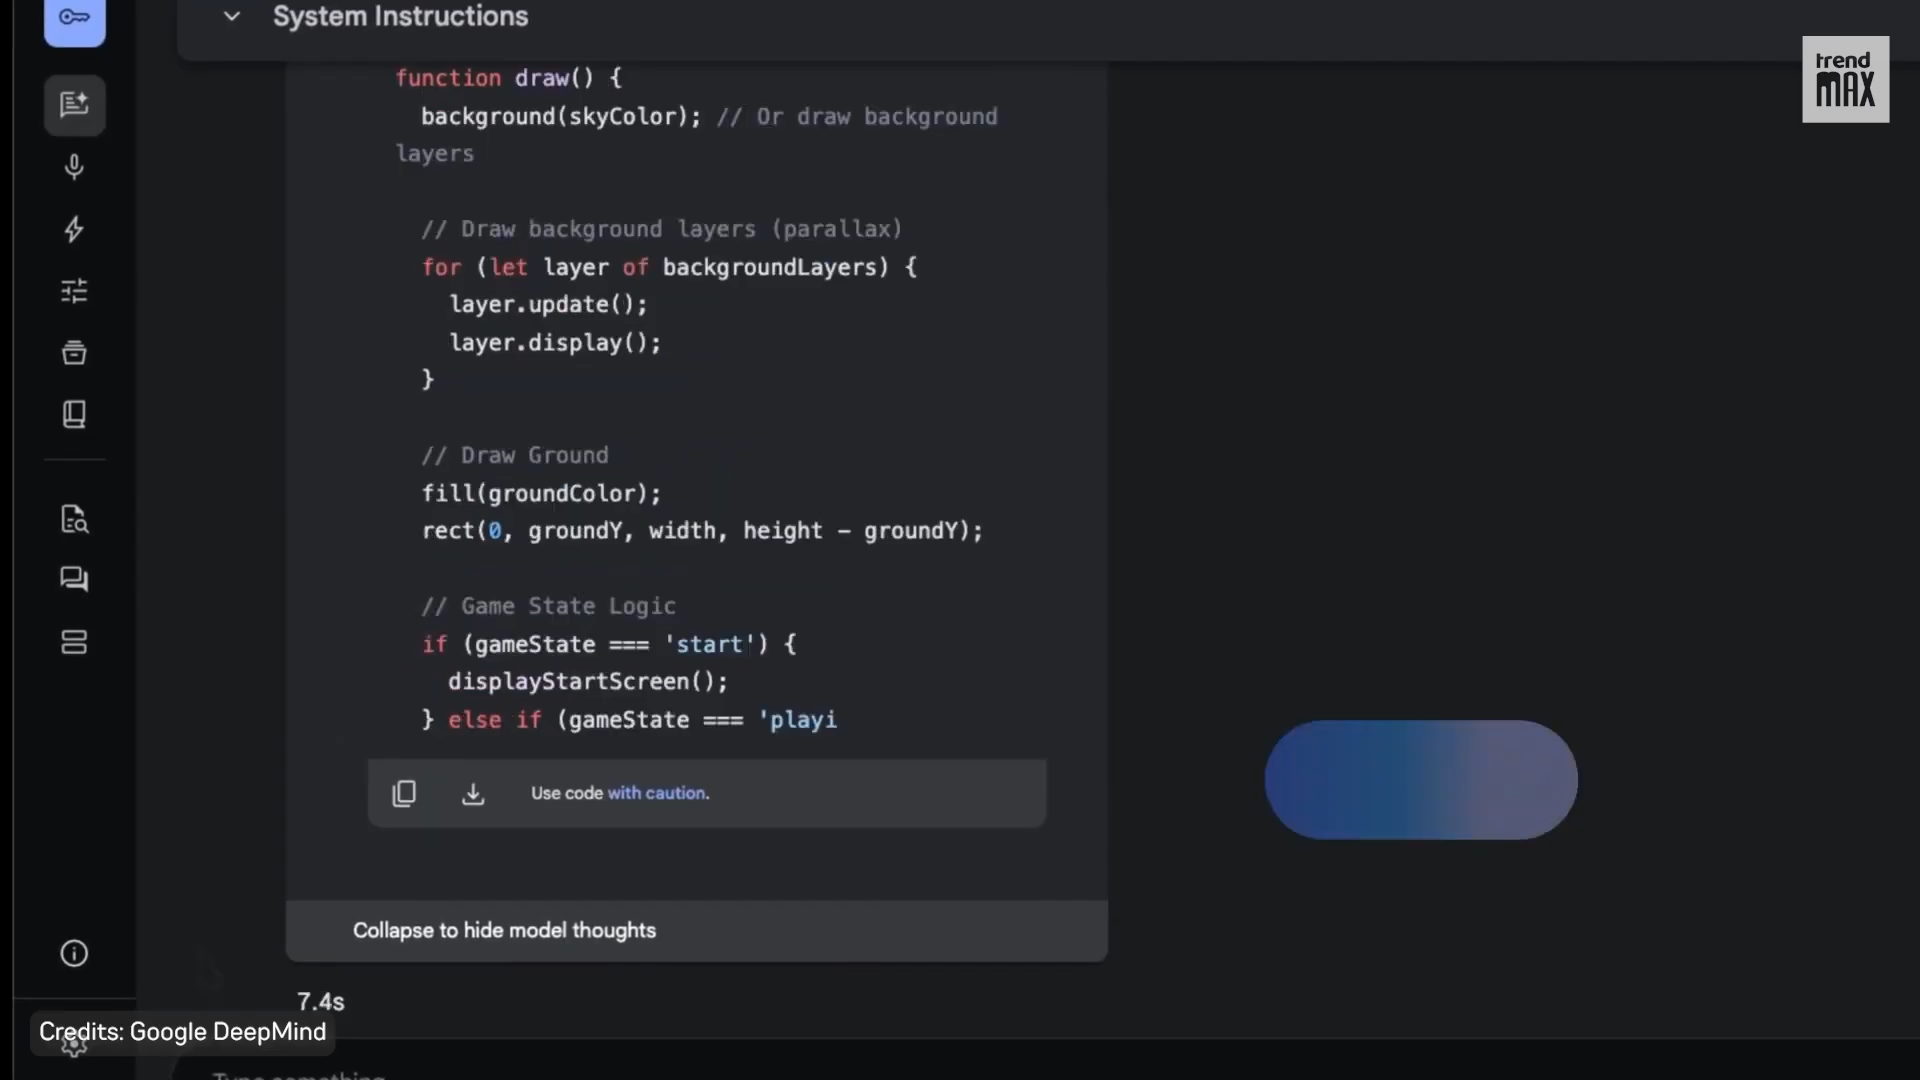 System Instructions
trend
MAX
function draw() {
background(skyColor); // Or draw background
layers
// Draw background layers (parallax)
for (let layer of backgroundLayers) {
layer.update();
layer.display();
}
// Draw Ground
fill(groundColor);
rect(0, groundY, width, height - groundY);
// Game State Logic
if (gameState === 'start') {
displayStartScreen();
} else if (gameState === 'playi
Use code with caution.
Collapse to hide model thoughts
7.4s
Credits: Google DeepMind
Type something